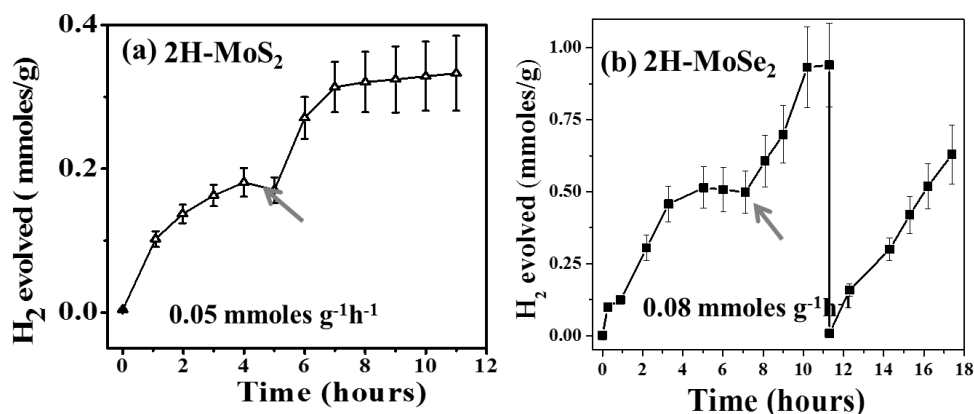 (a) 2H-MoS₂
H₂ evolved ( mmoles/g)
0.4
0.2
0.0
0.05 mmoles g⁻¹h⁻¹
0 2 4 6 8 10 12
Time (hours)
(b) 2H-MoSe₂
H₂ evolved (mmoles/g)
1.00
0.75
0.50
0.25
0.00
0.08 mmoles g⁻¹h⁻¹
0 2 4 6 8 10 12 14 16 18
Time (hours)